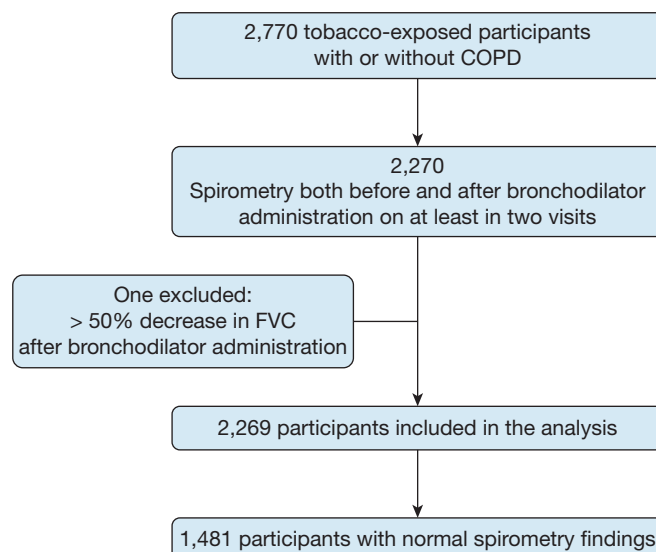 2,770 tobacco-exposed participants
with or without COPD
2,270
Spirometry both before and after bronchodilator
administration on at least in two visits
One excluded:
> 50% decrease in FVC
after bronchodilator administration
2,269 participants included in the analysis
1,481 participants with normal spirometry findings